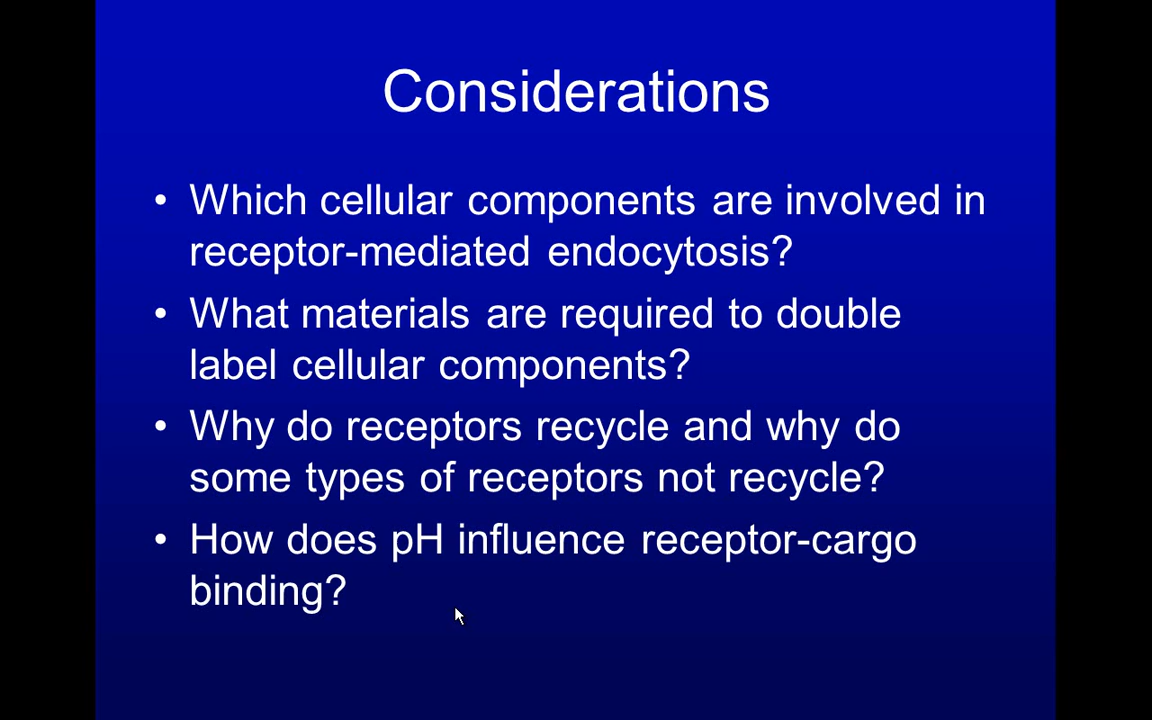 Considerations
• Which cellular components are involved in
receptor-mediated endocytosis?
• What materials are required to double
label cellular components?
• Why do receptors recycle and why do
some types of receptors not recycle?
• How does pH influence receptor-cargo
binding?